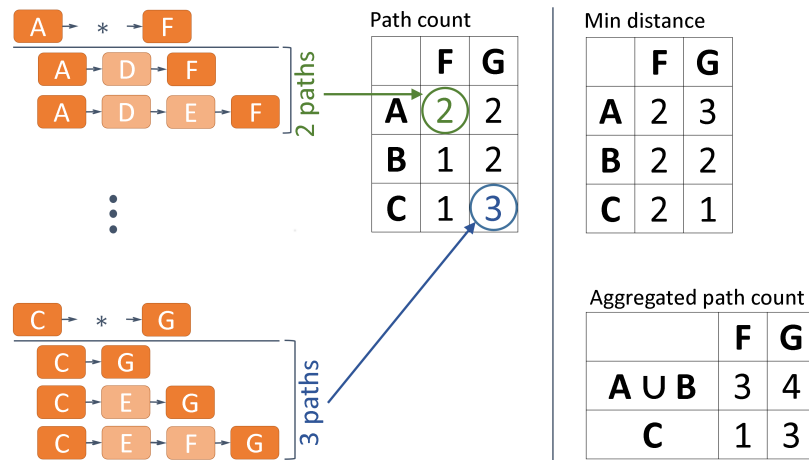 A * F
A D F
A D E F
2 paths
C * G
C G
C E G
C E F G
3 paths
Path count
F G
A 2 2
B 1 2
C 1 3
Min distance
F G
A 2 3
B 2 2
C 2 1
Aggregated path count
F G
A ∪ B 3 4
C 1 3